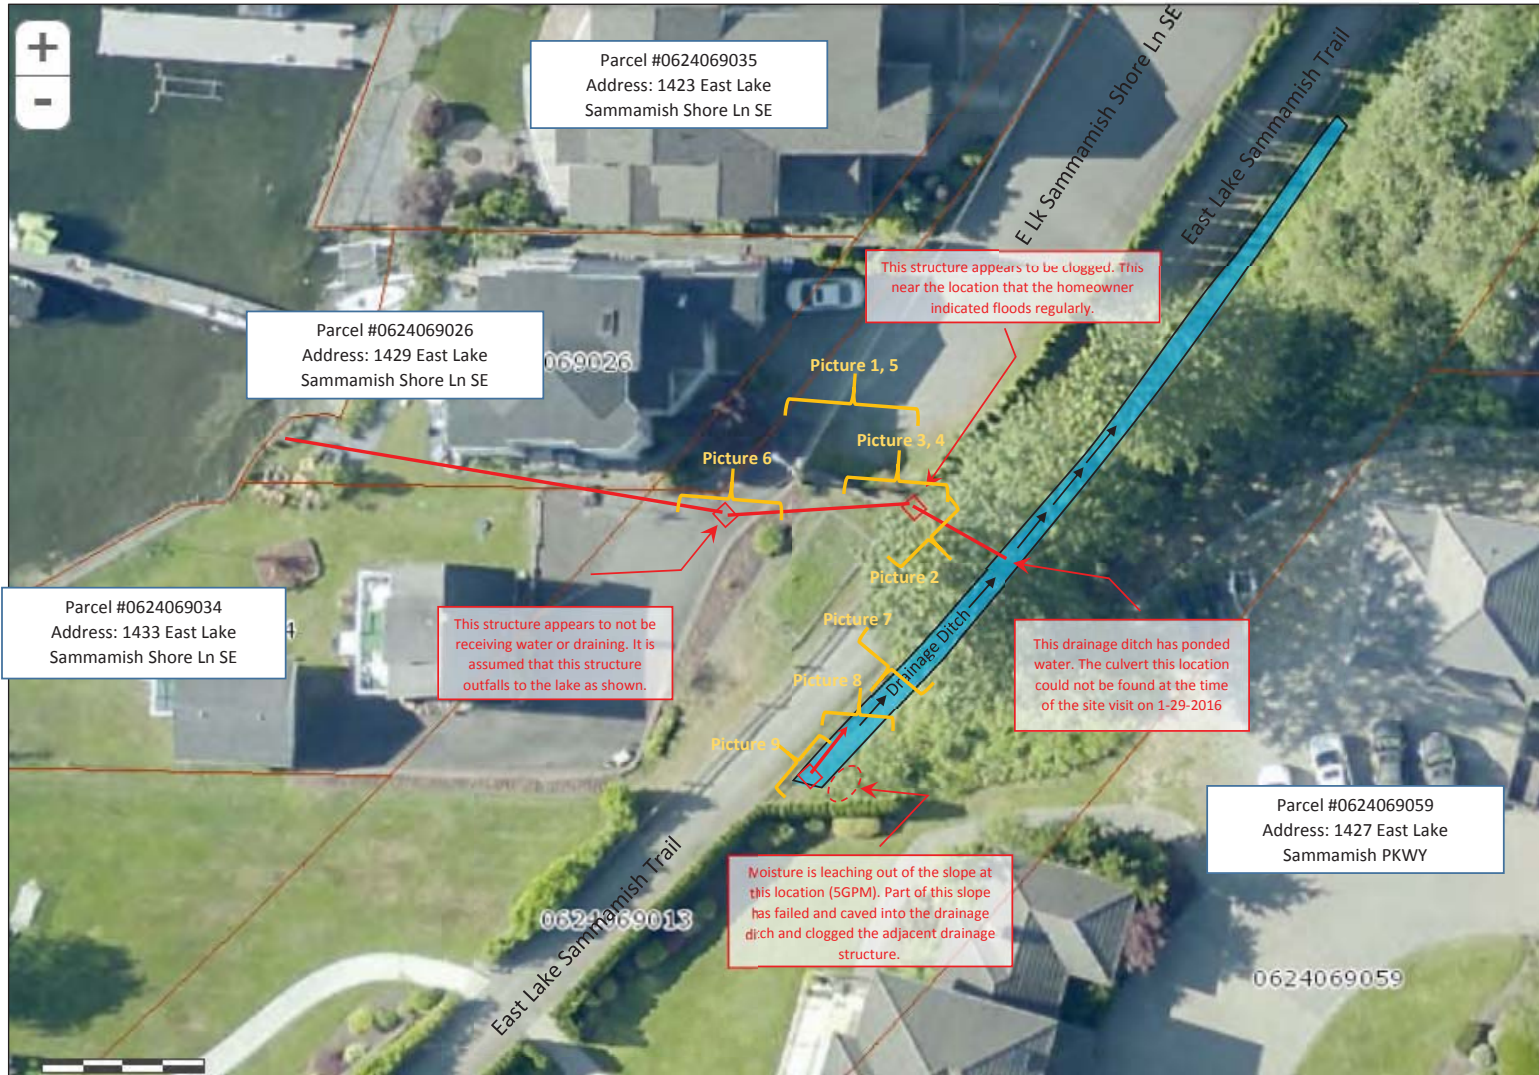 +
-
Parcel #0624069035
Address: 1423 East Lake
Sammamish Shore Ln SE
E Lk Sammamish Shore Ln SE
East Lake Sammamish Trail
This structure appears to be clogged. This
near the location that the homeowner
indicated floods regularly.
Parcel #0624069026
Address: 1429 East Lake
Sammamish Shore Ln SE
069026
Picture 1, 5
Picture 3, 4
Picture 6
Picture 2
Parcel #0624069034
Address: 1433 East Lake
Sammamish Shore Ln SE
4
This structure appears to not be
receiving water or draining. It is
assumed that this structure
outfalls to the lake as shown.
Picture 7
Drainage Ditch
Picture 8
Picture 9
This drainage ditch has ponded
water. The culvert this location
could not be found at the time
of the site visit on 1-29-2016
Parcel #0624069059
Address: 1427 East Lake
Sammamish PKWY
Moisture is leaching out of the slope at
this location (5GPM). Part of this slope
has failed and caved into the drainage
ditch and clogged the adjacent drainage
structure.
0624069013
East Lake Sammamish Trail
0624069059